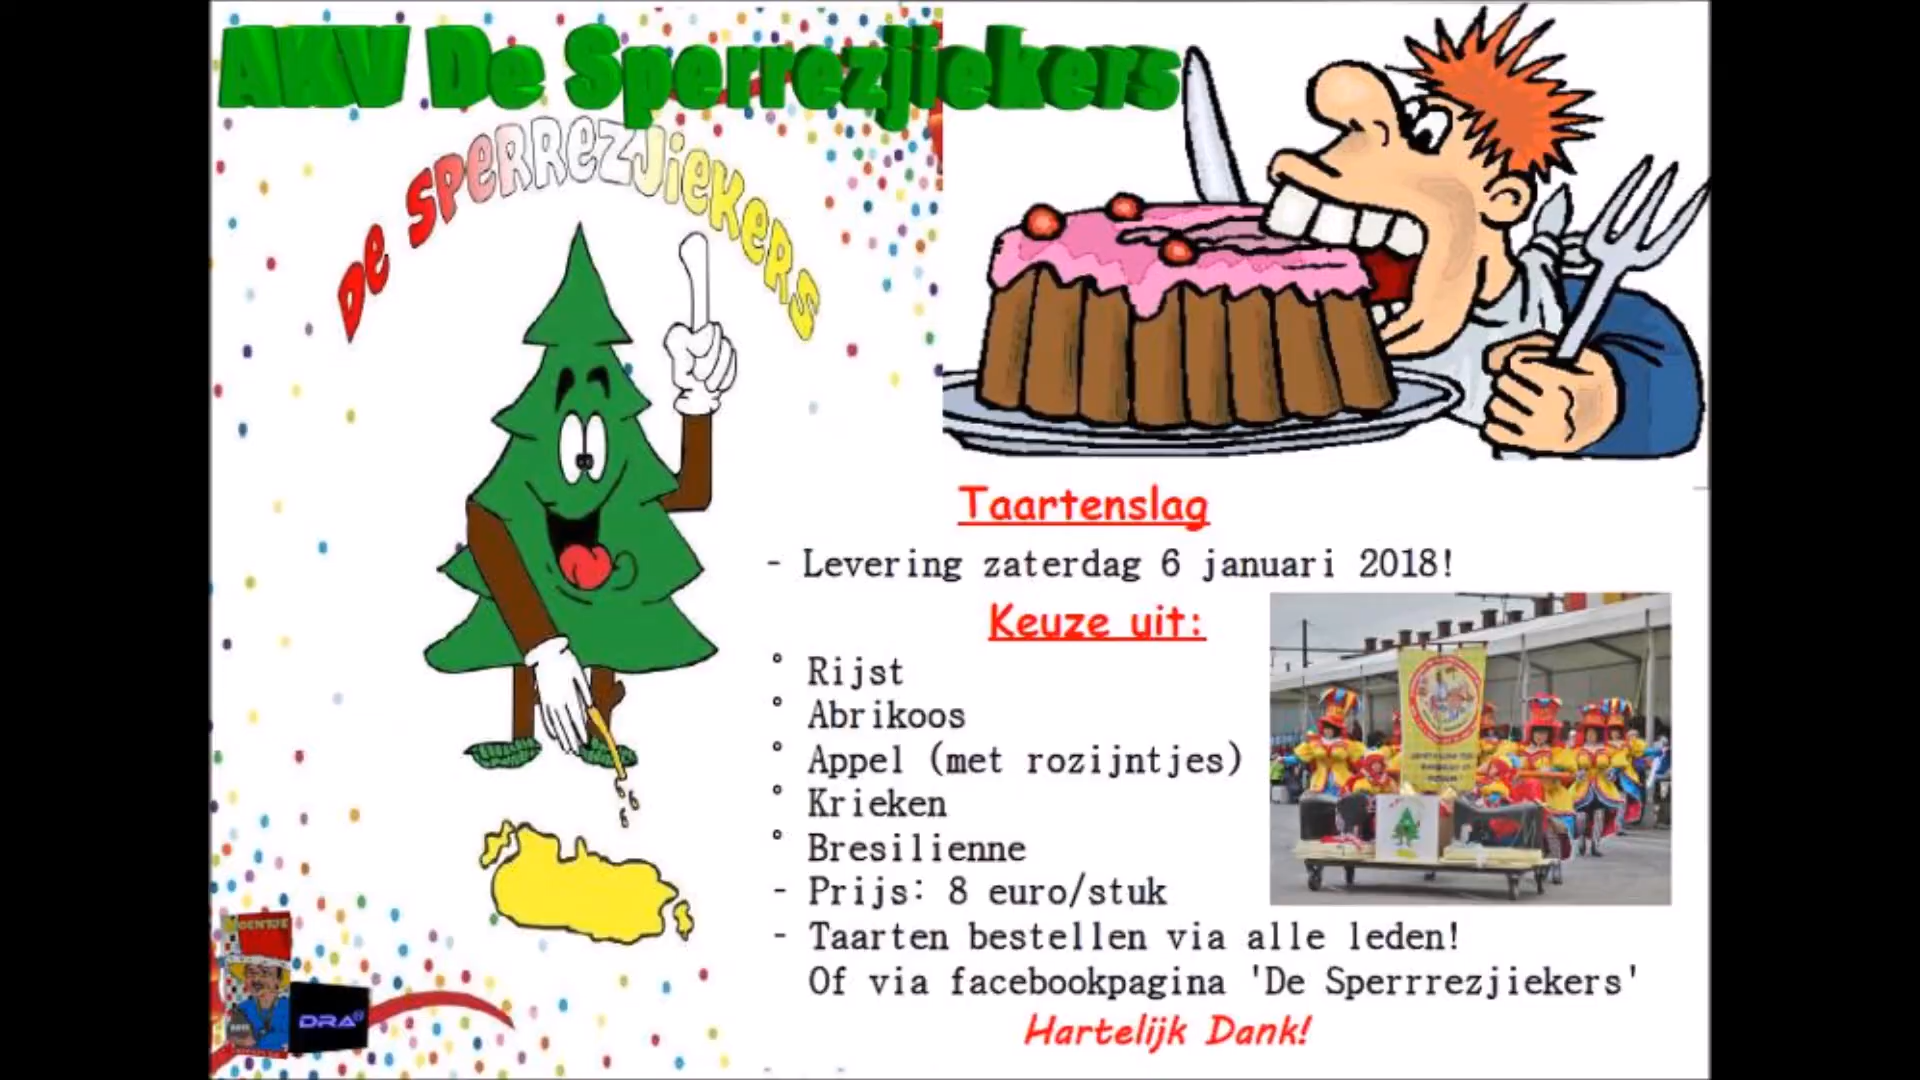 AKV De Sperrezjiekers
De SPERREZJiEKERS
Taartenslag
- Levering zaterdag 6 januari 2018!
Keuze uit:
° Rijst
° Abrikoos
° Appel (met rozijntjes)
° Krieken
° Bresilienne
- Prijs: 8 euro/stuk
- Taarten bestellen via alle leden!
Of via facebookpagina 'De Sperrrezjiekers'
Hartelijk Dank!
DRA